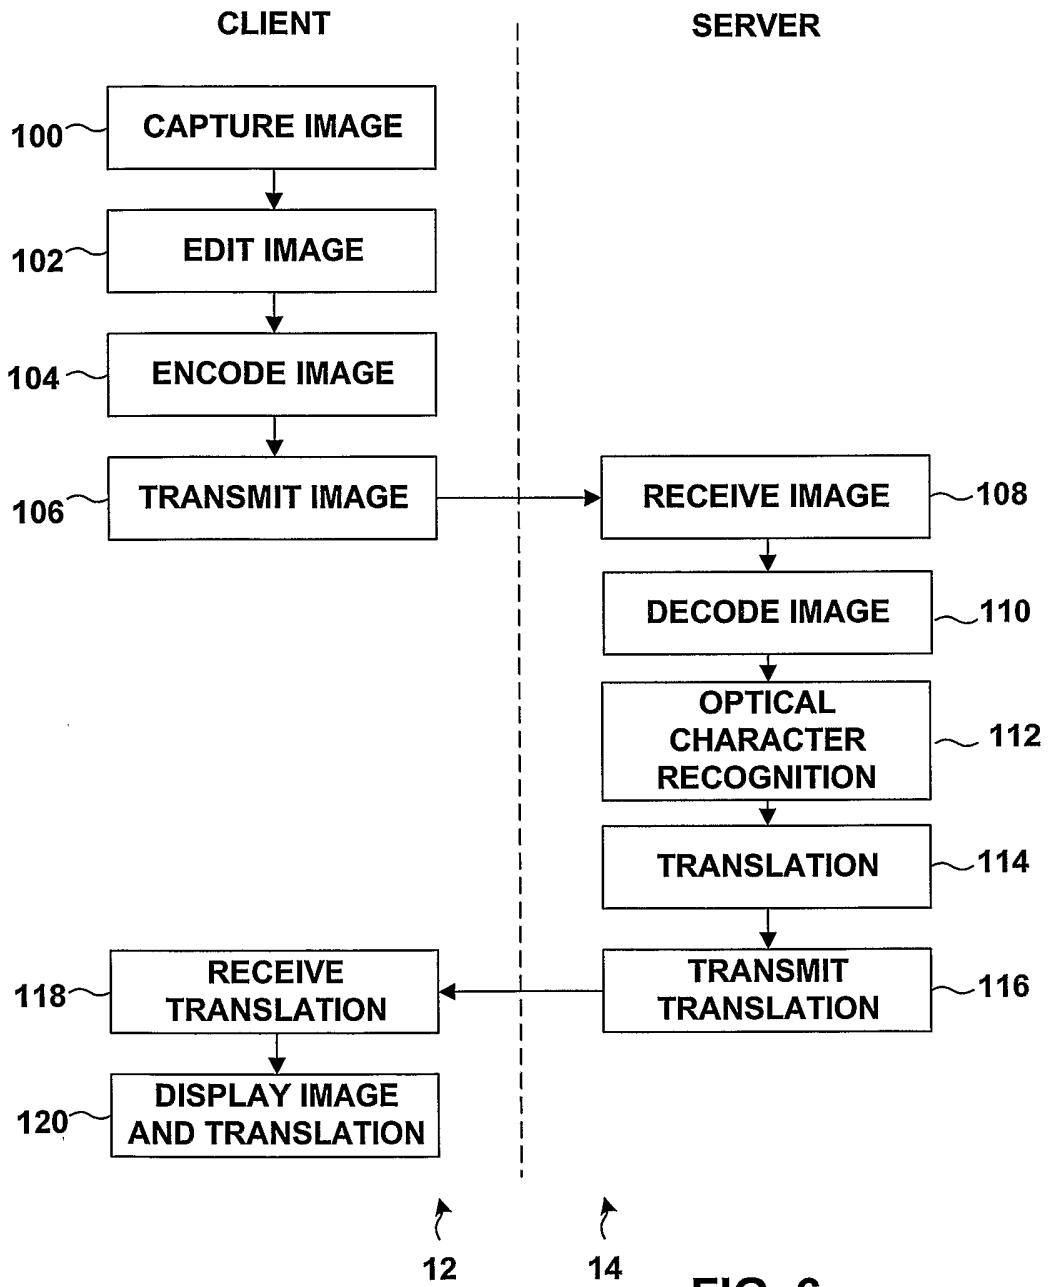 CLIENT
SERVER
100
CAPTURE IMAGE
102
EDIT IMAGE
104
ENCODE IMAGE
106
TRANSMIT IMAGE
RECEIVE IMAGE
108
DECODE IMAGE
110
OPTICAL
CHARACTER
RECOGNITION
112
TRANSLATION
114
TRANSMIT
TRANSLATION
116
118
RECEIVE
TRANSLATION
120
DISPLAY IMAGE
AND TRANSLATION
12
14
FIG. 6